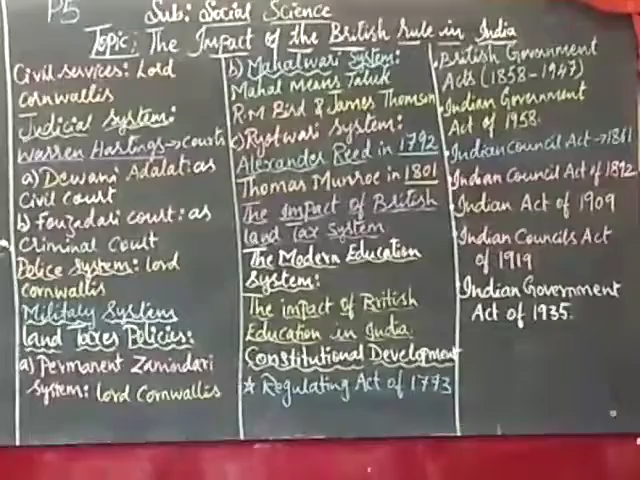 P5
Sub: Social Science
Topic: The Impact of the British Rule in India
Civil services: Lord
Cornwallis
Judicial System:
Warren Hastings→Courts
a) Dewani Adalat: as
Civil Court
b) Fouzadari Court: as
Criminal Court
Police System: lord
Cornwallis
Military System
land Taxes Policies:
a) Permanent Zamindari
System: lord Cornwallis
b) Mahalwari System:
Mahal Means Taluk
R.M Bird & James Thomson
c) Ryotwari System:
Alexander Reed in 1792
Thomas Munroe in 1801
The Impact of British
land Tax System
The Modern Education
System:
The impact of British
Education in India
Constitutional Development
* Regulating Act of 1773
British Government
Acts (1858-1947)
Indian Government
Act of 1958.
Indian Council Act→1861
Indian Council Act of 1892
Indian Act of 1909
Indian Councils Act
of 1919
Indian Government
Act of 1935.